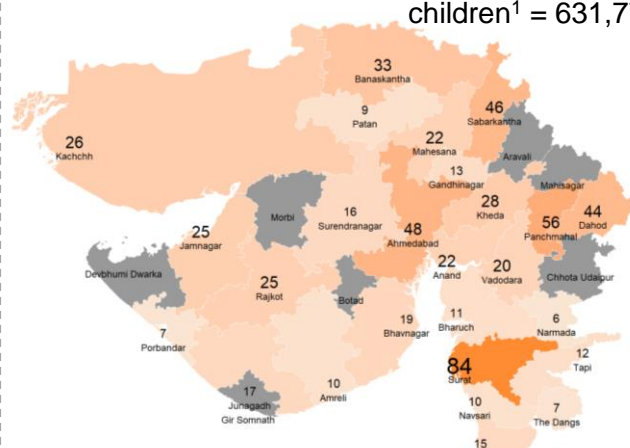 children¹ = 631,7
33
Banaskantha
9
Patan
46
Sabarkantha
26
Kachchh
22
Mahesana
Aravali
13
Gandhinagar
Mahisagar
Morbi
16
Surendranagar
28
Kheda
56
Panchmahal
44
Dahod
25
Jamnagar
48
Ahmedabad
22
Anand
20
Vadodara
Chhota Udaipur
Devbhumi Dwarka
25
Rajkot
Botad
7
Porbandar
19
Bhavnagar
11
Bharuch
6
Narmada
84
Surat
12
Tapi
17
Junagadh
Gir Somnath
10
Amreli
10
Navsari
7
The Dangs
15